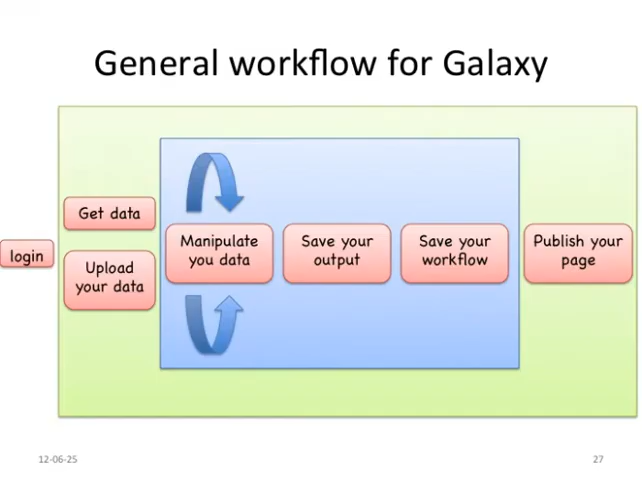 General workflow for Galaxy
login
Get data
Upload
your data
Manipulate
you data
Save your
output
Save your
workflow
Publish your
page
12-06-25
27